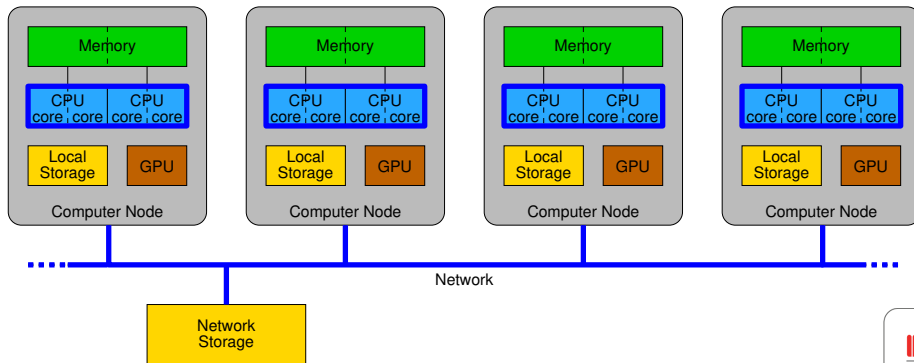 Memory
Memory
Memory
Memory
CPU CPU
core core core core
CPU CPU
core core core core
CPU CPU
core core core core
CPU CPU
core core core core
Local
Storage
GPU
Local
Storage
GPU
Local
Storage
GPU
Local
Storage
GPU
Computer Node
Computer Node
Computer Node
Computer Node
Network
Network
Storage